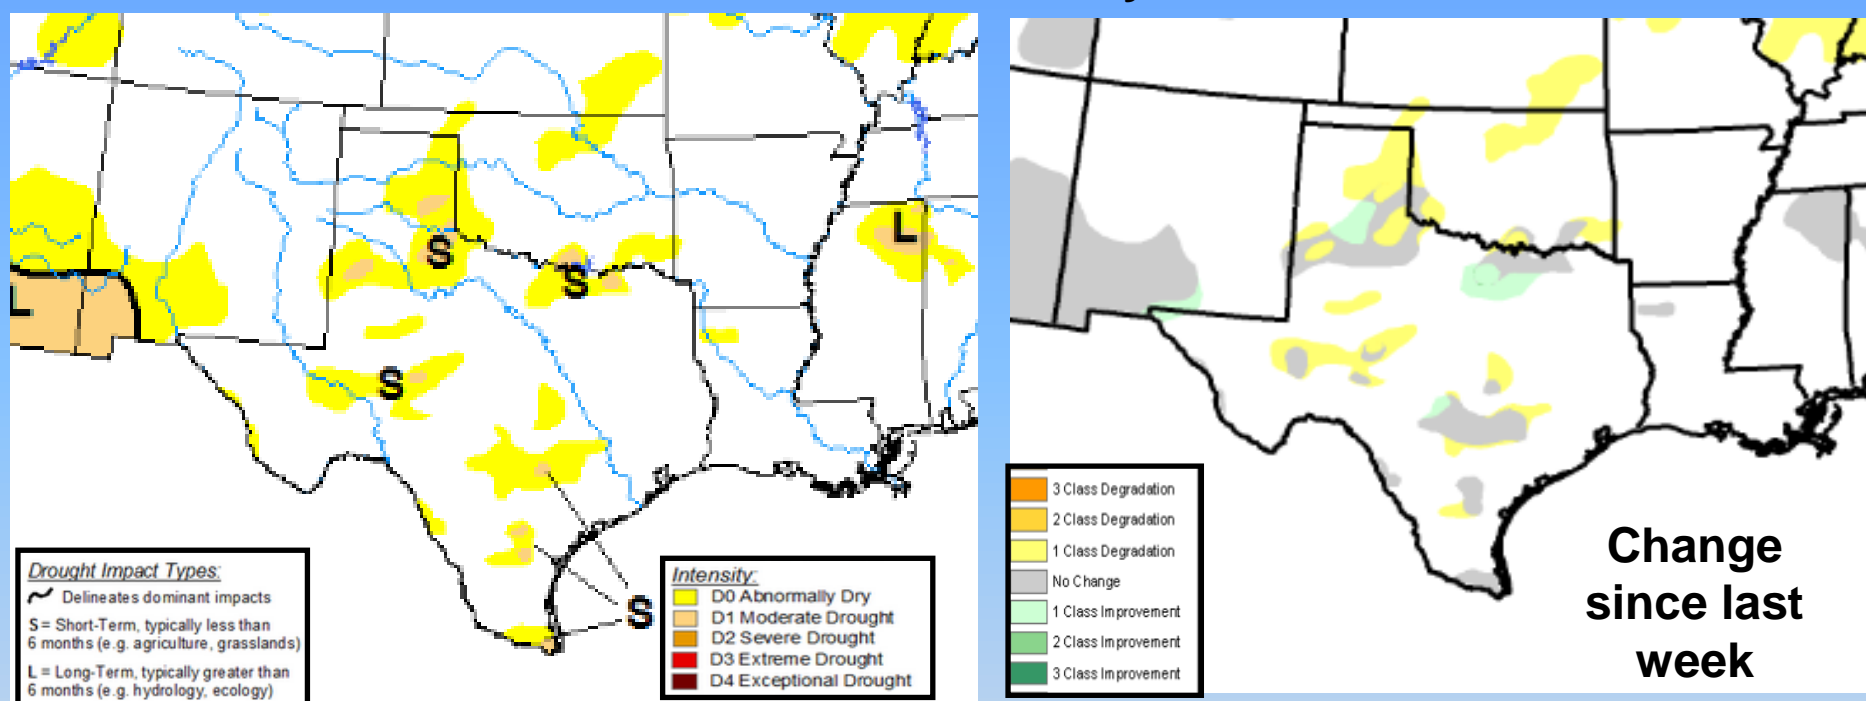 L
S
S
S
L
S
Drought Impact Types:
Delineates dominant impacts
S = Short-Term, typically less than
6 months (e.g. agriculture, grasslands)
L = Long-Term, typically greater than
6 months (e.g. hydrology, ecology)
Intensity:
D0 Abnormally Dry
D1 Moderate Drought
D2 Severe Drought
D3 Extreme Drought
D4 Exceptional Drought
3 Class Degradation
2 Class Degradation
1 Class Degradation
No Change
1 Class Improvement
2 Class Improvement
3 Class Improvement
Change
since last
week